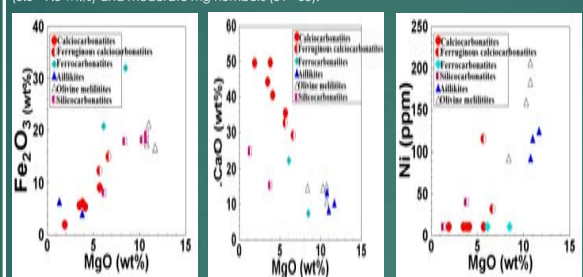 40
30
20
10
0
Fe2O3 (wt%)
Calciocarbonatites
Ferruginous calciocarbonatites
Ferrocarbonatites
Aillikites
Olivine melilitites
Silicocarbonatites
0 5 10 15
MgO (wt%)
60
50
40
30
20
10
0
.CaO (wt%)
Calciocarbonatites
Ferruginous calciocarbonatites
Ferrocarbonatites
Aillikites
Olivine melilitites
Silicocarbonatites
0 5 10 15
MgO (wt%)
250
200
150
100
50
0
Ni (ppm)
Calciocarbonatites
Ferruginous calciocarbonatites
Ferrocarbonatites
Silicocarbonatites
Aillikites
Olivine melilitites
0 5 10 15
MgO (wt%)